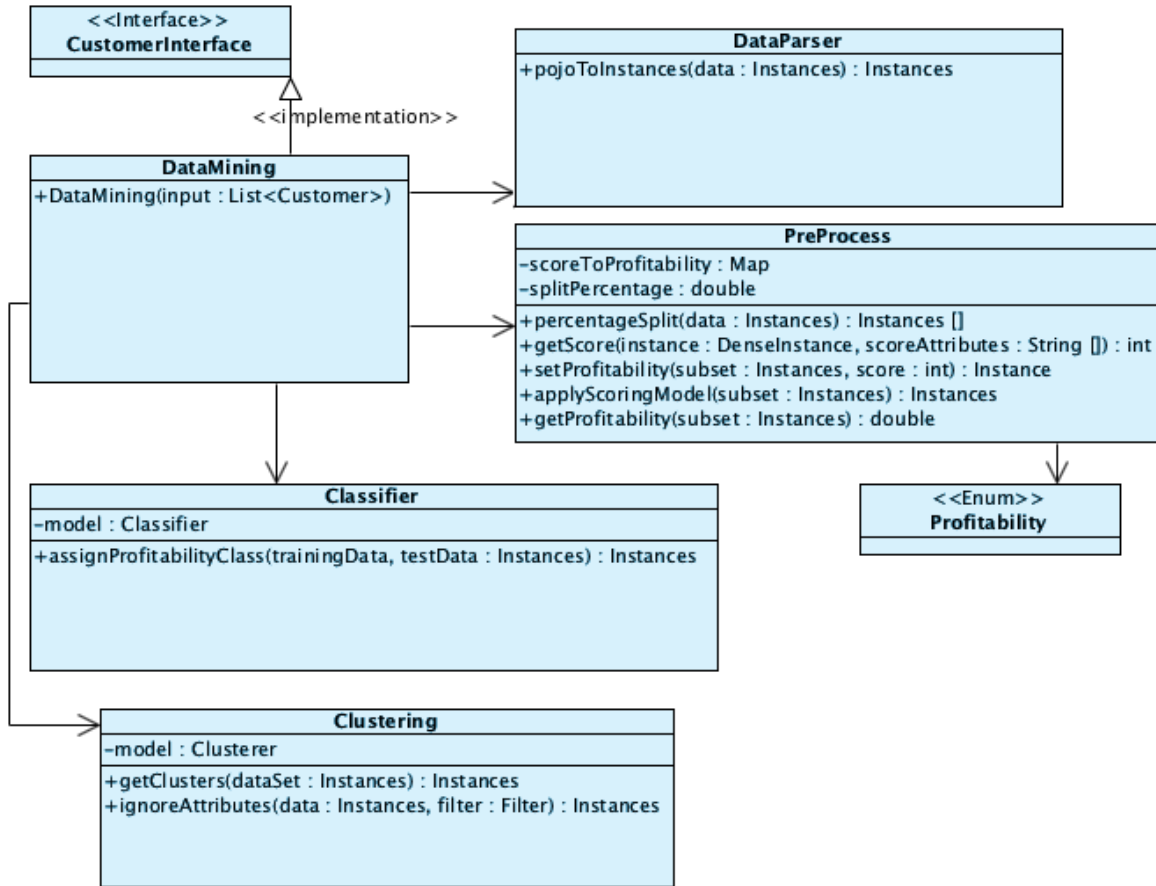 <<Interface>>
CustomerInterface
<<implementation>>
DataMining
+DataMining(input : List<Customer>)
DataParser
+pojoToInstances(data : Instances) : Instances
PreProcess
-scoreToProfitability : Map
-splitPercentage : double
+percentageSplit(data : Instances) : Instances []
+getScore(instance : DenseInstance, scoreAttributes : String []) : int
+setProfitability(subset : Instances, score : int) : Instance
+applyScoringModel(subset : Instances) : Instances
+getProfitability(subset : Instances) : double
<<Enum>>
Profitability
Classifier
-model : Classifier
+assignProfitabilityClass(trainingData, testData : Instances) : Instances
Clustering
-model : Clusterer
+getClusters(dataSet : Instances) : Instances
+ignoreAttributes(data : Instances, filter : Filter) : Instances